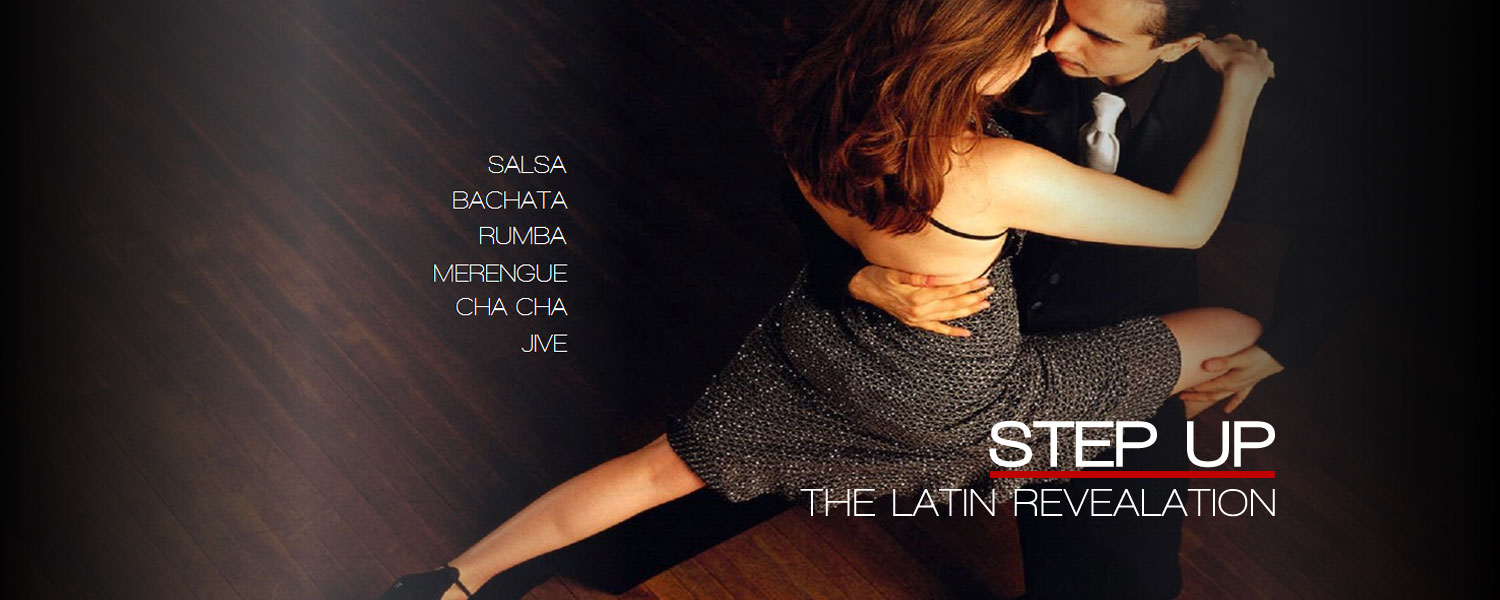 SALSA
BACHATA
RUMBA
MERENGUE
CHA CHA
JIVE
STEP UP
THE LATIN REVEALATION